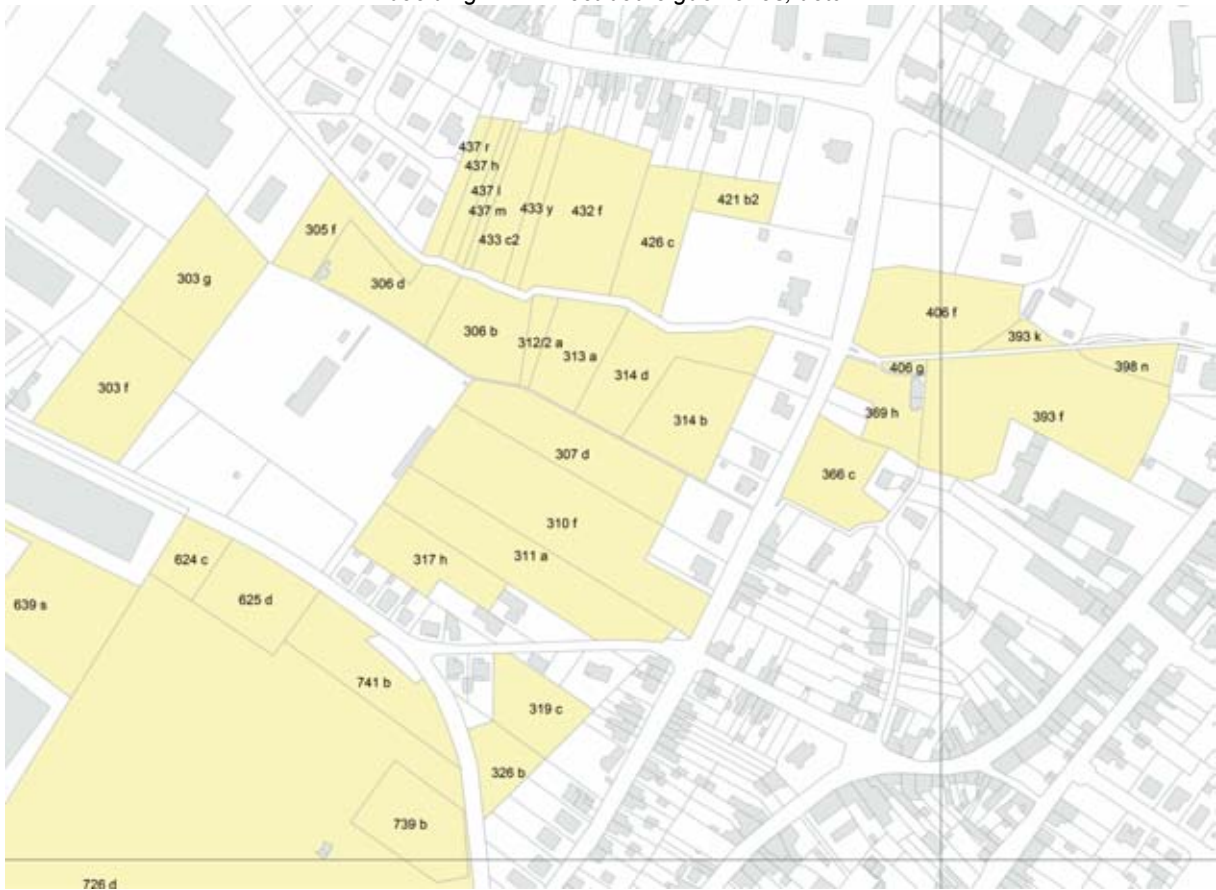 437 r
437 h
437 l
437 m
433 y
432 f
433 c2
421 b2
426 c
305 f
303 g
306 d
306 b
312/2 a
313 a
314 d
314 b
303 f
406 f
393 k
406 g
398 n
369 h
393 f
366 c
307 d
310 f
311 a
317 h
624 c
625 d
639 s
741 b
319 c
326 b
739 b
726 d